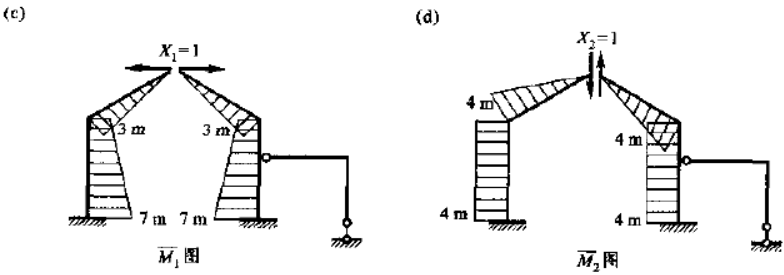 (c)
X₁=1
3 m
3 m
7 m
7 m
M̄₁图
(d)
X₂=1
4 m
4 m
4 m
4 m
M̄₂图